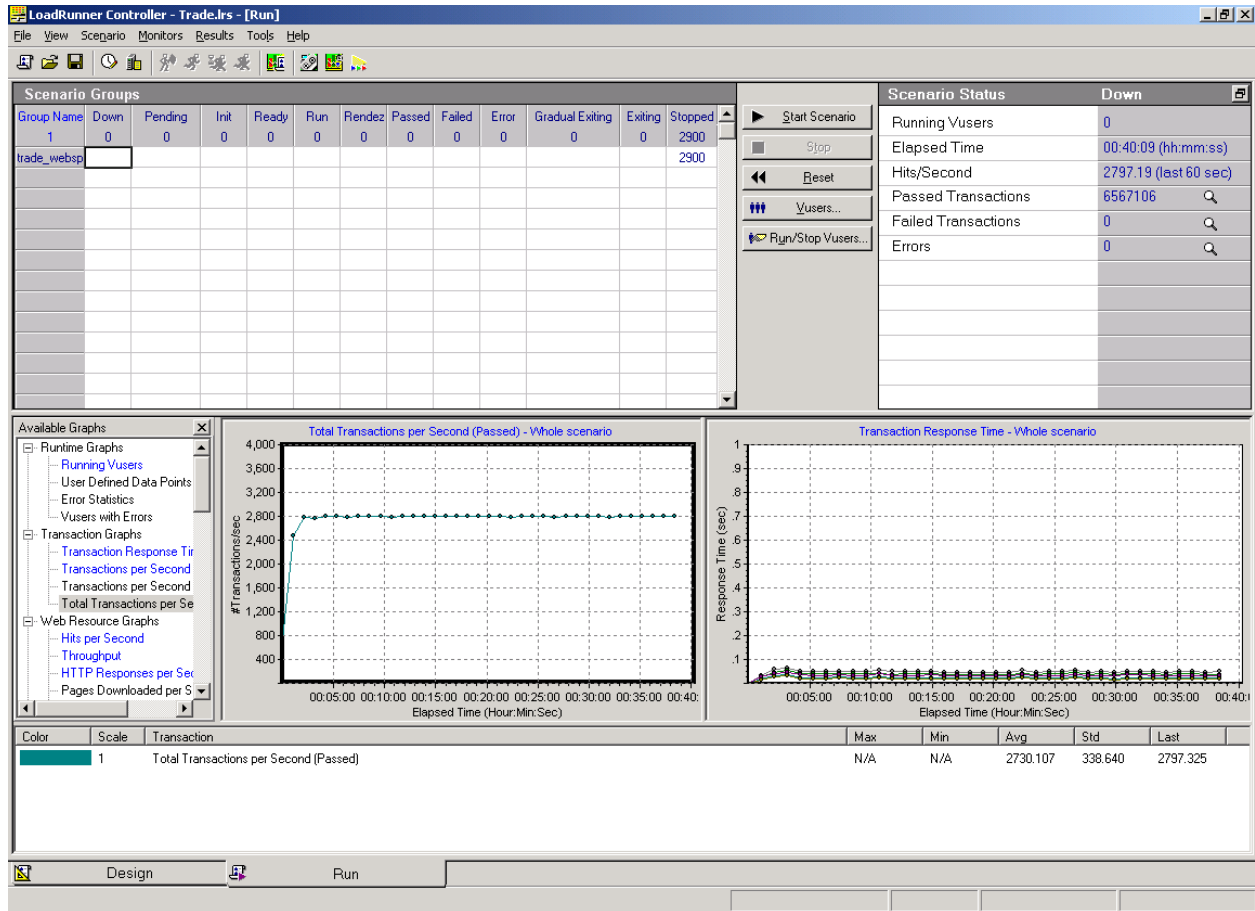 LoadRunner Controller - Trade.lrs - [Run]
File View Scenario Monitors Results Tools Help
Scenario Groups
Group Name Down Pending Init Ready Run Rendez Passed Failed Error Gradual Exiting Exiting Stopped
1 0 0 0 0 0 0 0 0 0 0 0 2900
trade_websp 2900
Start Scenario
Stop
Reset
Vusers...
Run/Stop Vusers...
Scenario Status Down
Running Vusers 0
Elapsed Time 00:40:09 (hh:mm:ss)
Hits/Second 2797.19 (last 60 sec)
Passed Transactions 6567106
Failed Transactions 0
Errors 0
Available Graphs
Runtime Graphs
Running Vusers
User Defined Data Points
Error Statistics
Vusers with Errors
Transaction Graphs
Transaction Response Tir
Transactions per Second
Transactions per Second
Total Transactions per Se
Web Resource Graphs
Hits per Second
Throughput
HTTP Responses per Sec
Pages Downloaded per S
Total Transactions per Second (Passed) - Whole scenario
#Transactions/sec
4,000
3,600
3,200
2,800
2,400
2,000
1,600
1,200
800
400
00:05:00 00:10:00 00:15:00 00:20:00 00:25:00 00:30:00 00:35:00 00:40:
Elapsed Time (Hour:Min:Sec)
Transaction Response Time - Whole scenario
Response Time (sec)
1
.9
.8
.7
.6
.5
.4
.3
.2
.1
00:05:00 00:10:00 00:15:00 00:20:00 00:25:00 00:30:00 00:35:00 00:40:
Elapsed Time (Hour:Min:Sec)
Color Scale Transaction Max Min Avg Std Last
1 Total Transactions per Second (Passed) N/A N/A 2730.107 338.640 2797.325
Design Run